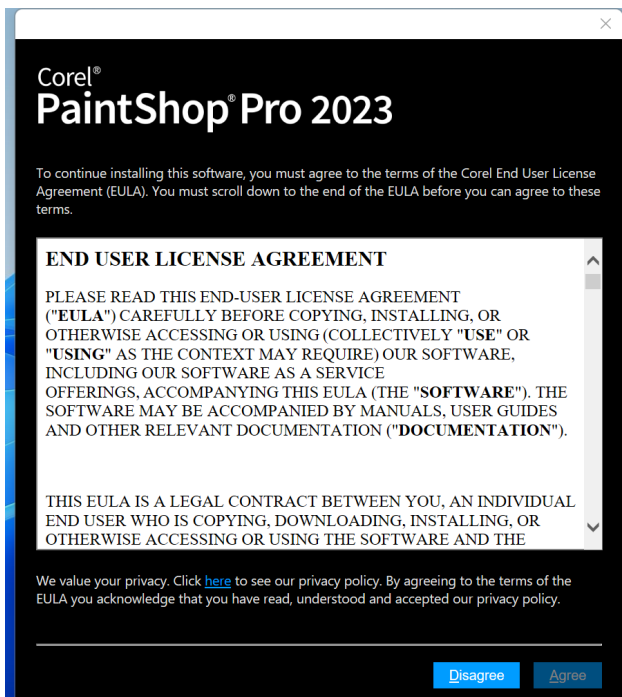 Corel®
PaintShop® Pro 2023
To continue installing this software, you must agree to the terms of the Corel End User License
Agreement (EULA). You must scroll down to the end of the EULA before you can agree to these
terms.
END USER LICENSE AGREEMENT
PLEASE READ THIS END-USER LICENSE AGREEMENT
("EULA") CAREFULLY BEFORE COPYING, INSTALLING, OR
OTHERWISE ACCESSING OR USING (COLLECTIVELY "USE" OR
"USING" AS THE CONTEXT MAY REQUIRE) OUR SOFTWARE,
INCLUDING OUR SOFTWARE AS A SERVICE
OFFERINGS, ACCOMPANYING THIS EULA (THE "SOFTWARE"). THE
SOFTWARE MAY BE ACCOMPANIED BY MANUALS, USER GUIDES
AND OTHER RELEVANT DOCUMENTATION ("DOCUMENTATION").
THIS EULA IS A LEGAL CONTRACT BETWEEN YOU, AN INDIVIDUAL
END USER WHO IS COPYING, DOWNLOADING, INSTALLING, OR
OTHERWISE ACCESSING OR USING THE SOFTWARE AND THE
We value your privacy. Click here to see our privacy policy. By agreeing to the terms of the
EULA you acknowledge that you have read, understood and accepted our privacy policy.
Disagree Agree